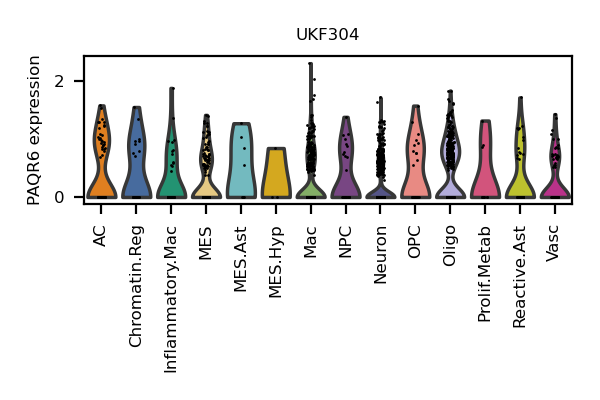 UKF304
PAQR6 expression
2
0
AC
Chromatin.Reg
Inflammatory.Mac
MES
MES.Ast
MES.Hyp
Mac
NPC
Neuron
OPC
Oligo
Prolif.Metab
Reactive.Ast
Vasc